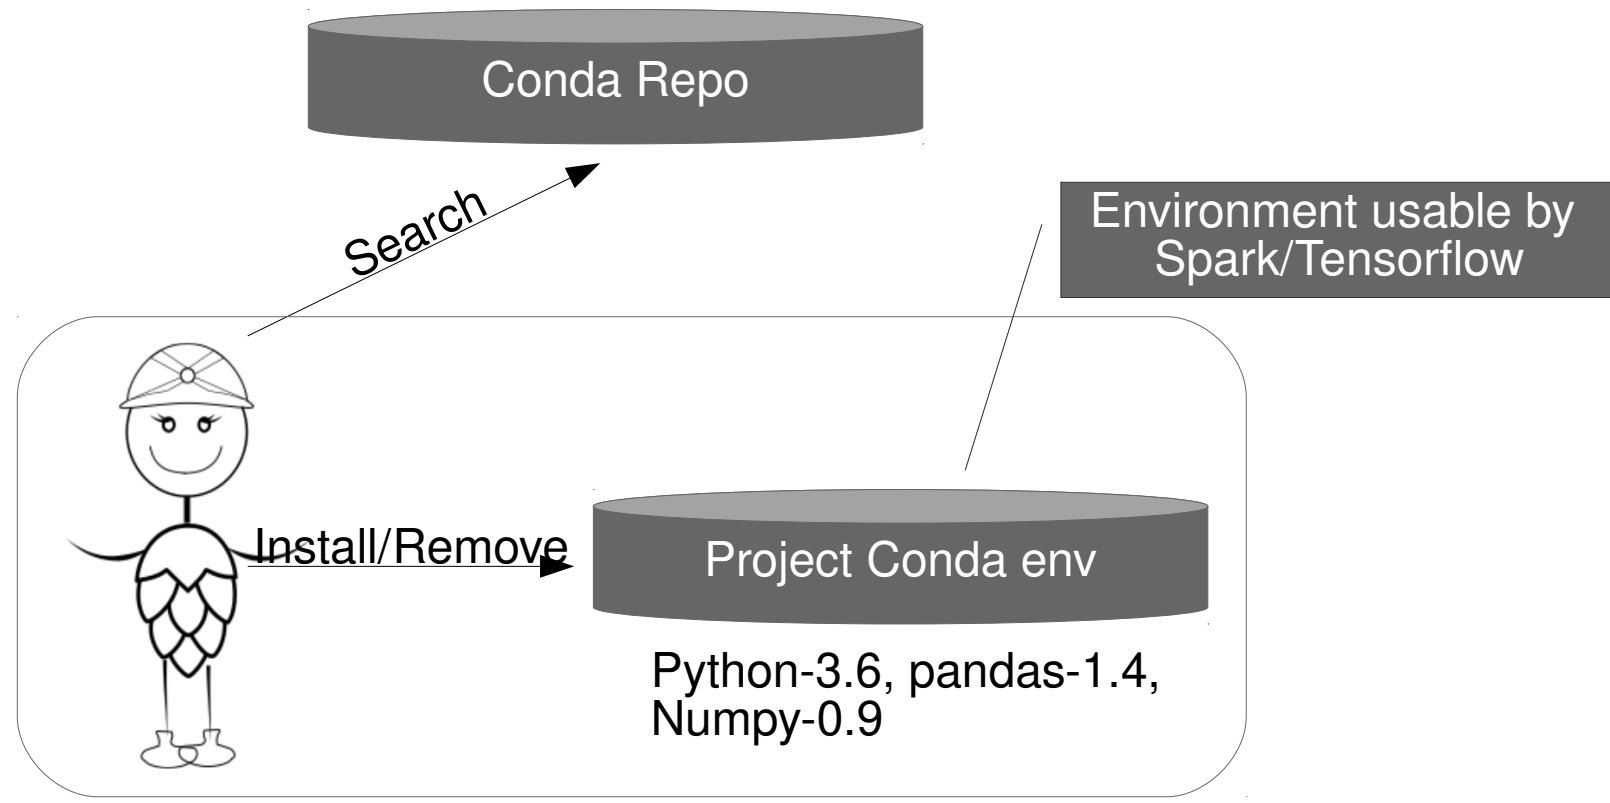 Conda Repo
Search
Environment usable by
Spark/Tensorflow
Install/Remove
Project Conda env
Python-3.6, pandas-1.4,
Numpy-0.9